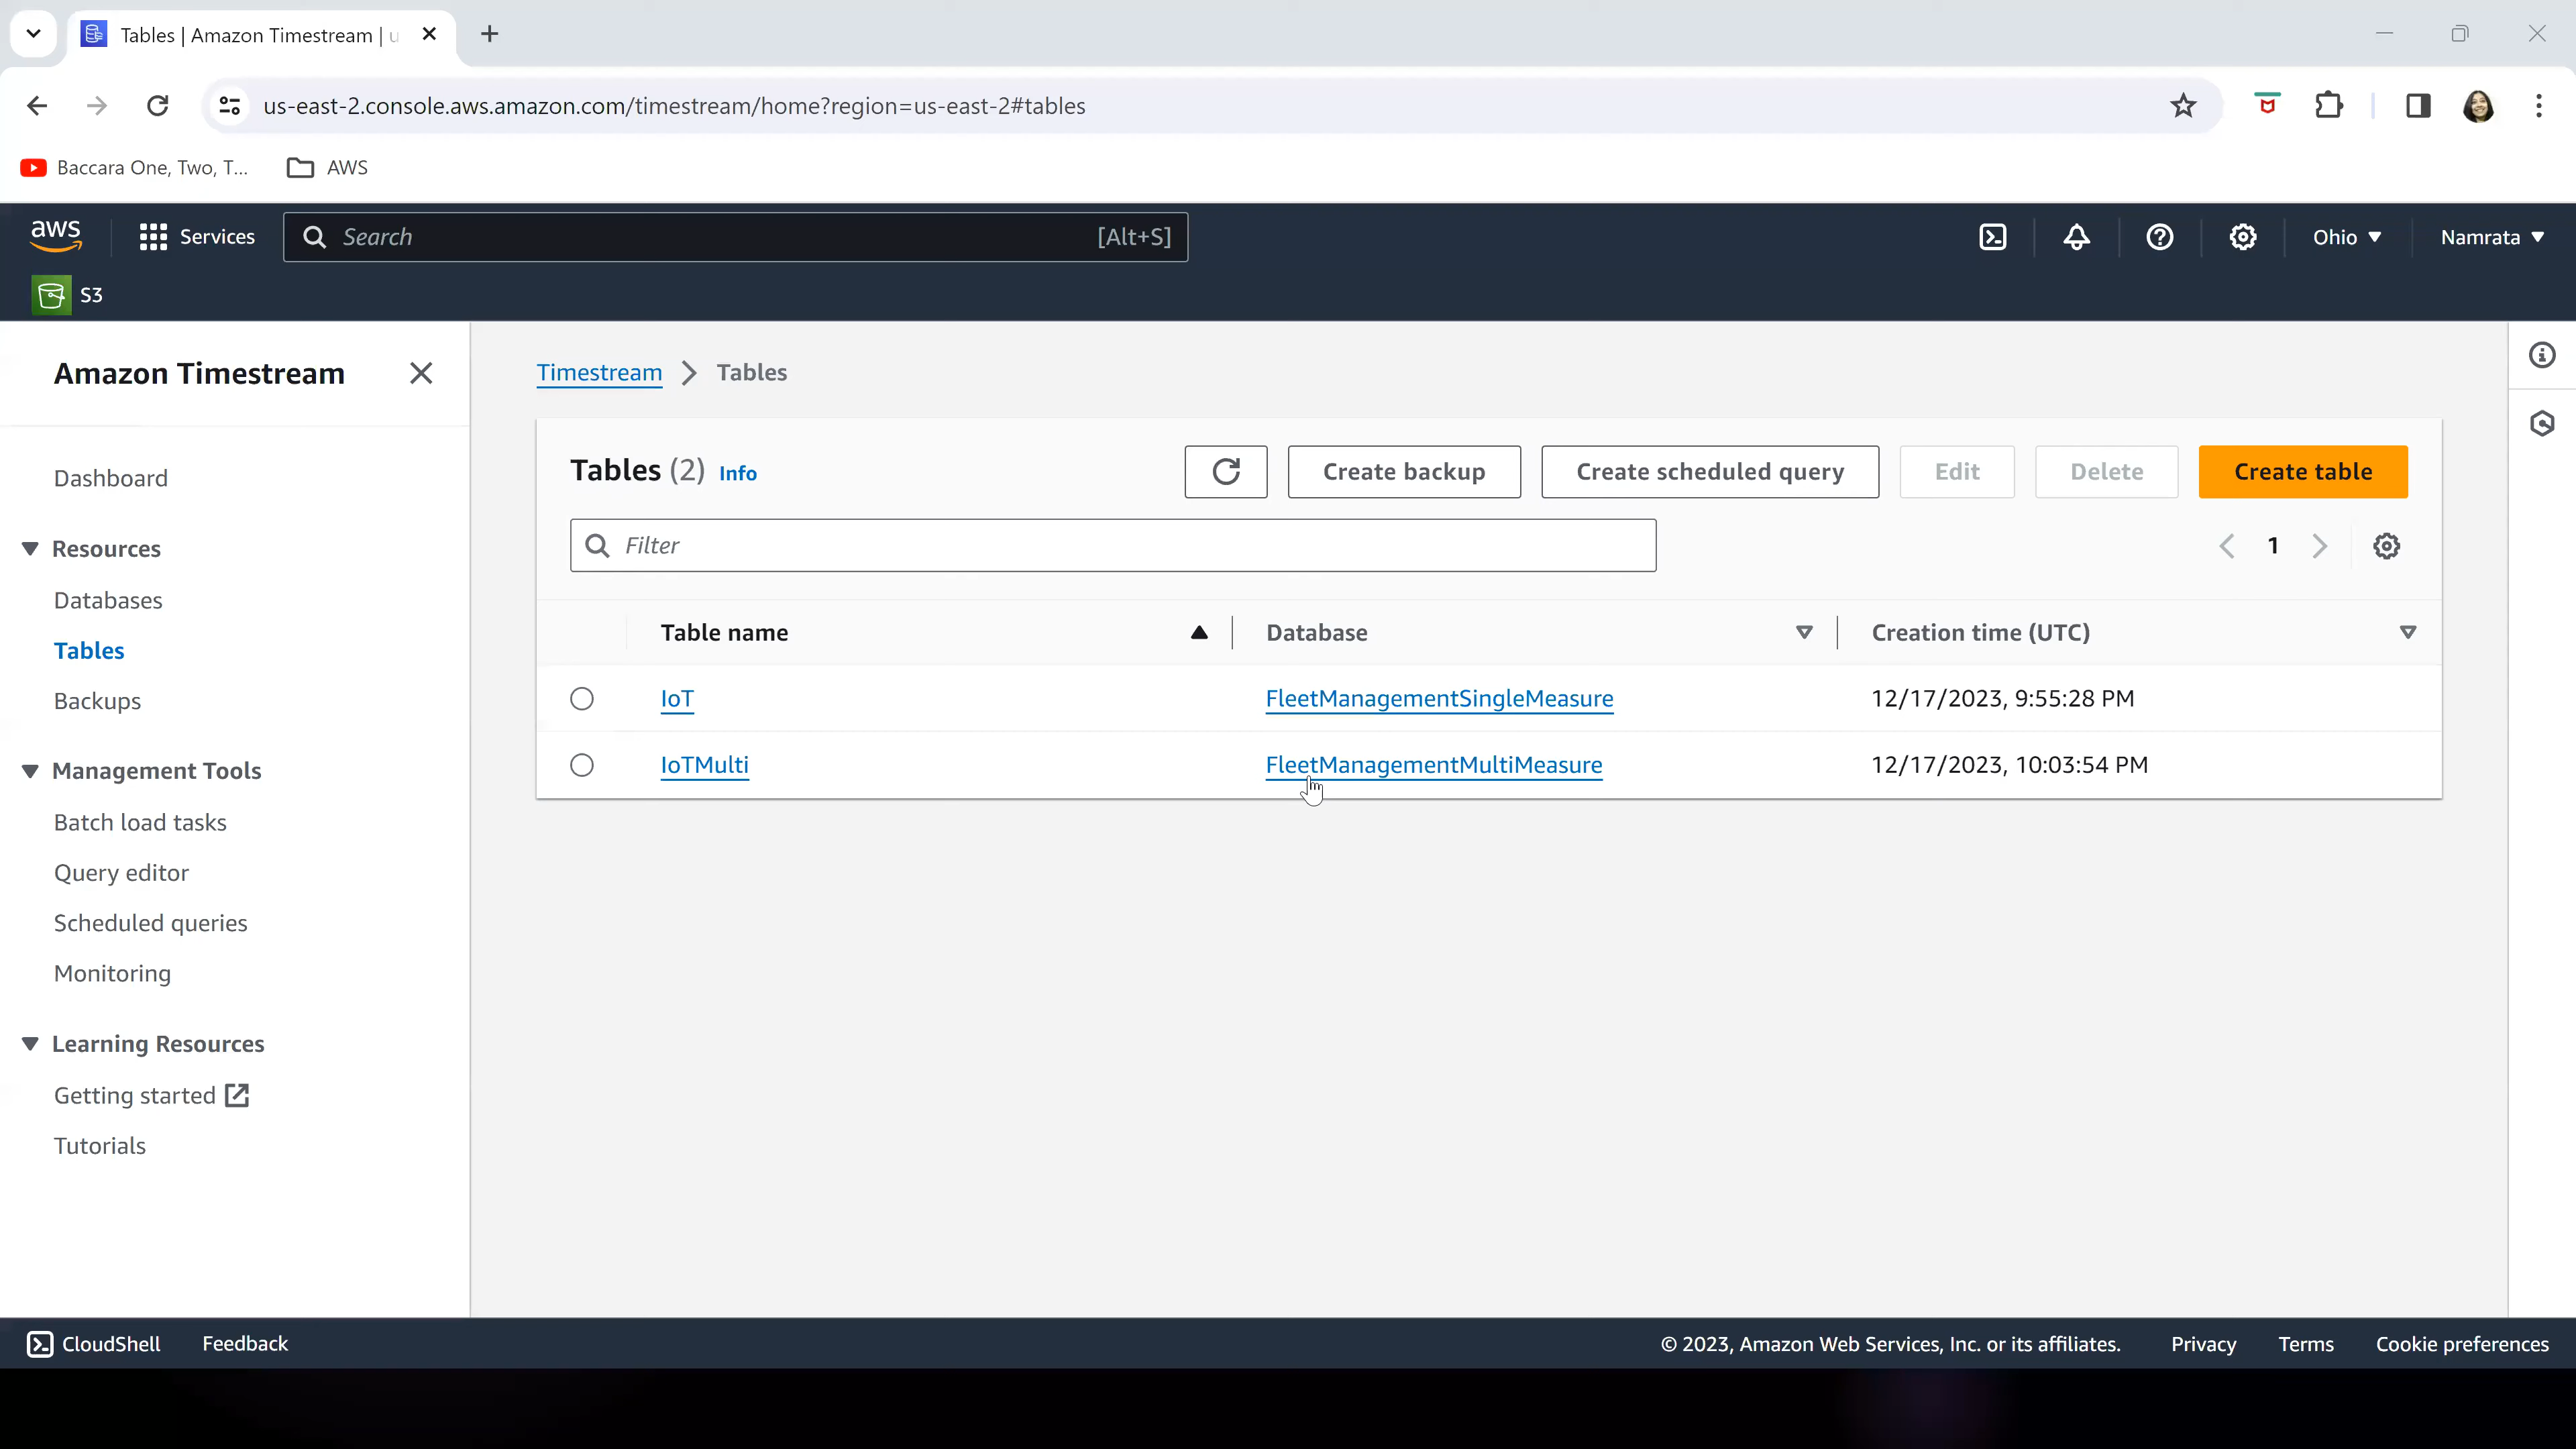 Tables | Amazon Timestream | u
us-east-2.console.aws.amazon.com/timestream/home?region=us-east-2#tables
Baccara One, Two, T...
AWS
aws
Services
Search
[Alt+S]
Ohio
Namrata
S3
Amazon Timestream
Dashboard
Resources
Databases
Tables
Backups
Management Tools
Batch load tasks
Query editor
Scheduled queries
Monitoring
Learning Resources
Getting started
Tutorials
Timestream
Tables
Tables (2) Info
Create backup
Create scheduled query
Edit
Delete
Create table
Filter
1
Table name
Database
Creation time (UTC)
IoT
FleetManagementSingleMeasure
12/17/2023, 9:55:28 PM
IoTMulti
FleetManagementMultiMeasure
12/17/2023, 10:03:54 PM
CloudShell
Feedback
© 2023, Amazon Web Services, Inc. or its affiliates.
Privacy
Terms
Cookie preferences